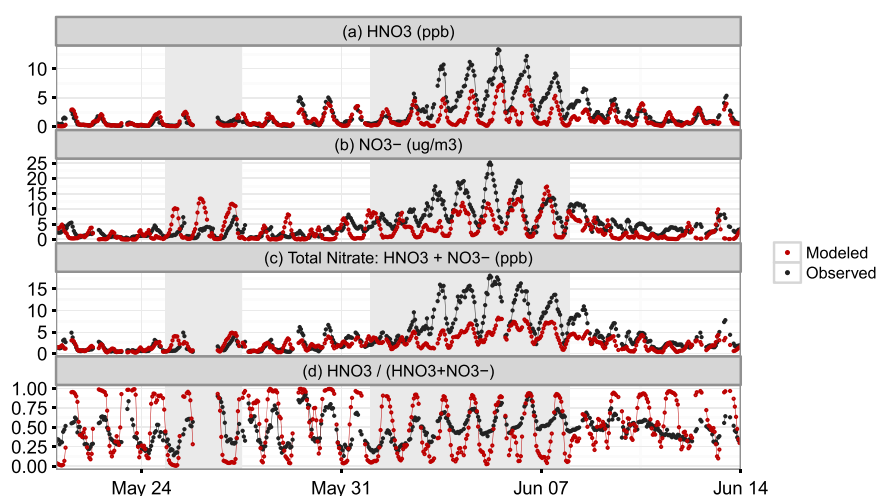 (a) HNO3 (ppb)
10
5
0
(b) NO3− (ug/m3)
25
20
15
10
5
0
(c) Total Nitrate: HNO3 + NO3− (ppb)
15
10
5
0
(d) HNO3 / (HNO3+NO3−)
1.00
0.75
0.50
0.25
0.00
May 24
May 31
Jun 07
Jun 14
Modeled
Observed